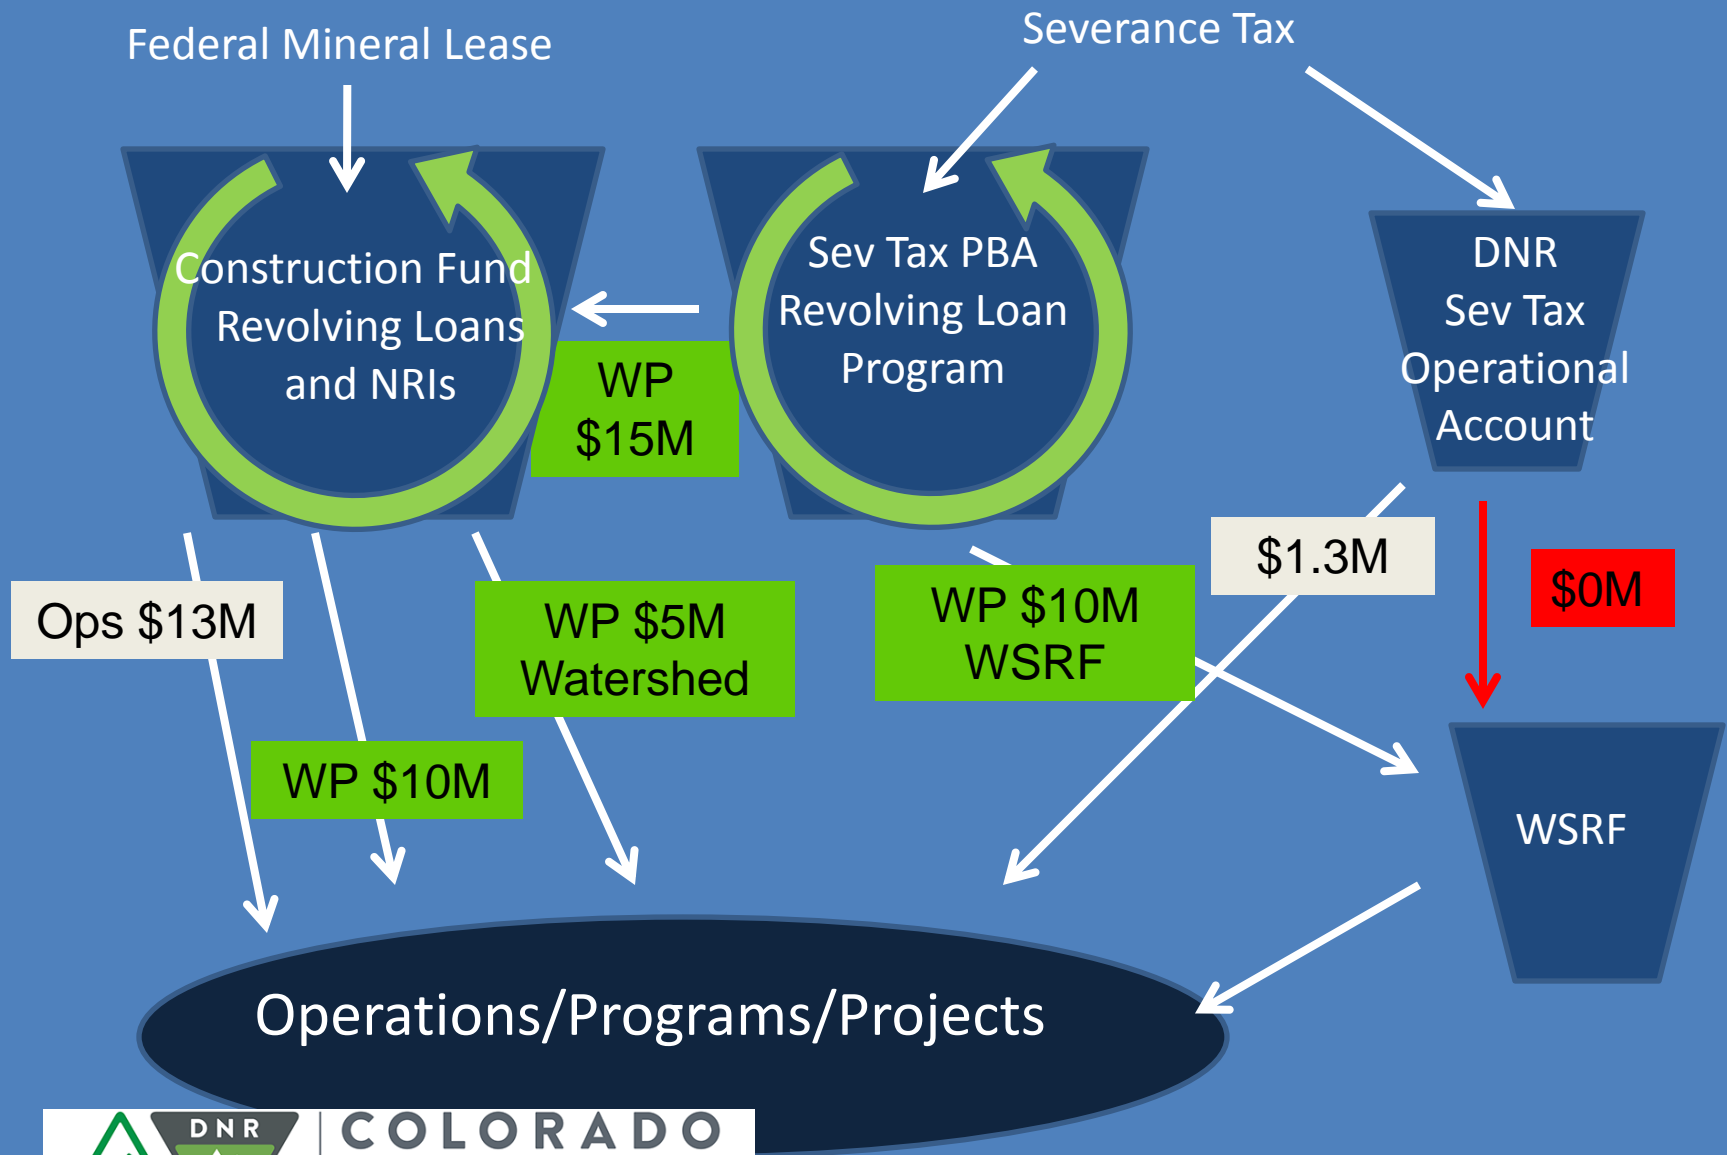 Federal Mineral Lease
Severance Tax
Construction Fund
Revolving Loans
and NRIs
Sev Tax PBA
Revolving Loan
Program
DNR
Sev Tax
Operational
Account
WP
$15M
Ops $13M
WP $10M
WP $5M
Watershed
WP $10M
WSRF
$1.3M
$0M
WSRF
Operations/Programs/Projects
DNR
COLORADO